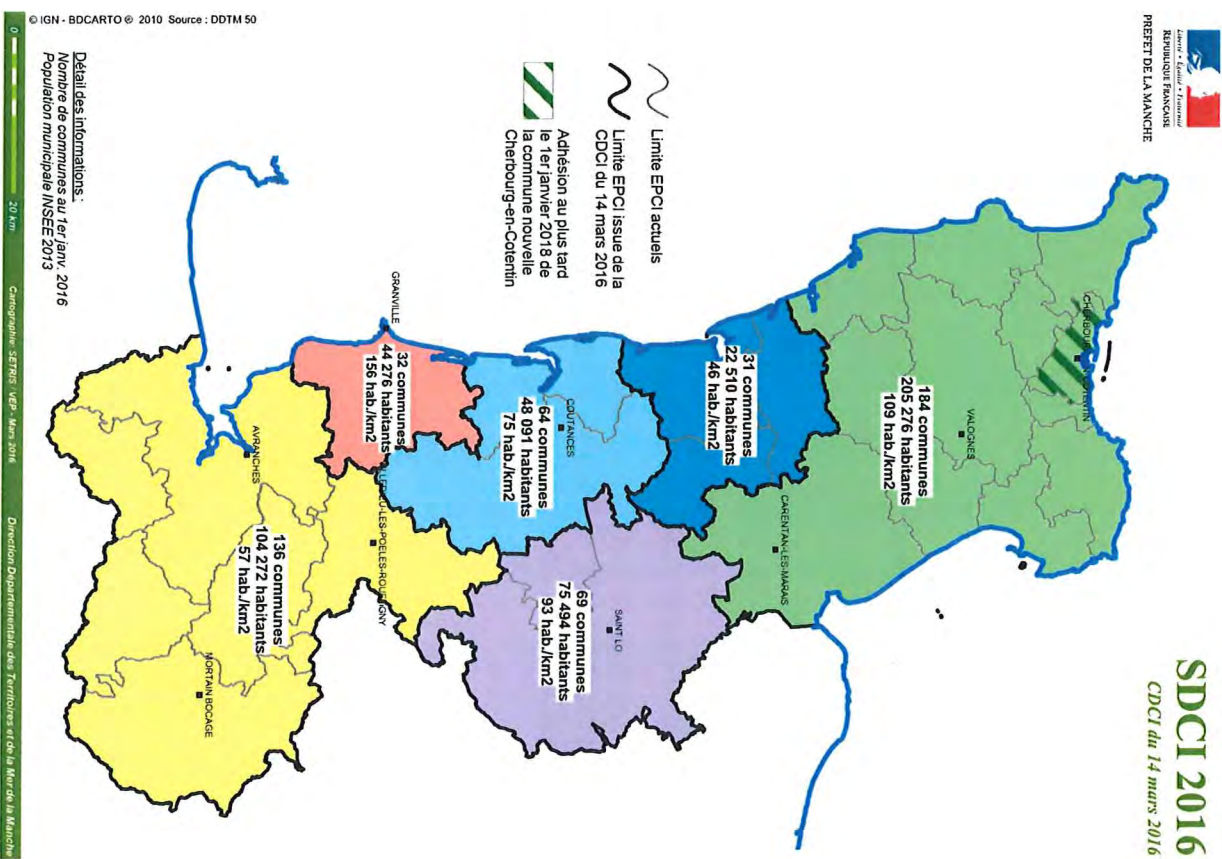 Liberté • Égalité • Fraternité
RÉPUBLIQUE FRANÇAISE
PREFET DE LA MANCHE
SDCI 2016
CDCI du 14 mars 2016
Limite EPCI actuels
Limite EPCI issue de la
CDCI du 14 mars 2016
Adhésion au plus tard
le 1er janvier 2018 de
la commune nouvelle
Cherbourg-en-Cotentin
VALOGNES
184 communes
205 276 habitants
109 hab./km2
CARENTAN-LES-MARAIS
31 communes
22 510 habitants
46 hab./km2
COUTANCES
64 communes
48 091 habitants
75 hab./km2
SAINT LO
69 communes
75 494 habitants
93 hab./km2
GRANVILLE
32 communes
44 276 habitants
156 hab./km2
AVRANCHES
136 communes
104 272 habitants
57 hab./km2
MORTAIN BOCAGE
Détail des informations :
Nombre de communes au 1er janv. 2016
Population municipale INSEE 2013
© IGN - BDCARTO ® 2010 Source : DDTM 50
0 20 km
Cartographie: SETRIS / VEP - Mars 2016
Direction Départementale des Territoires et de la Mer de la Manche